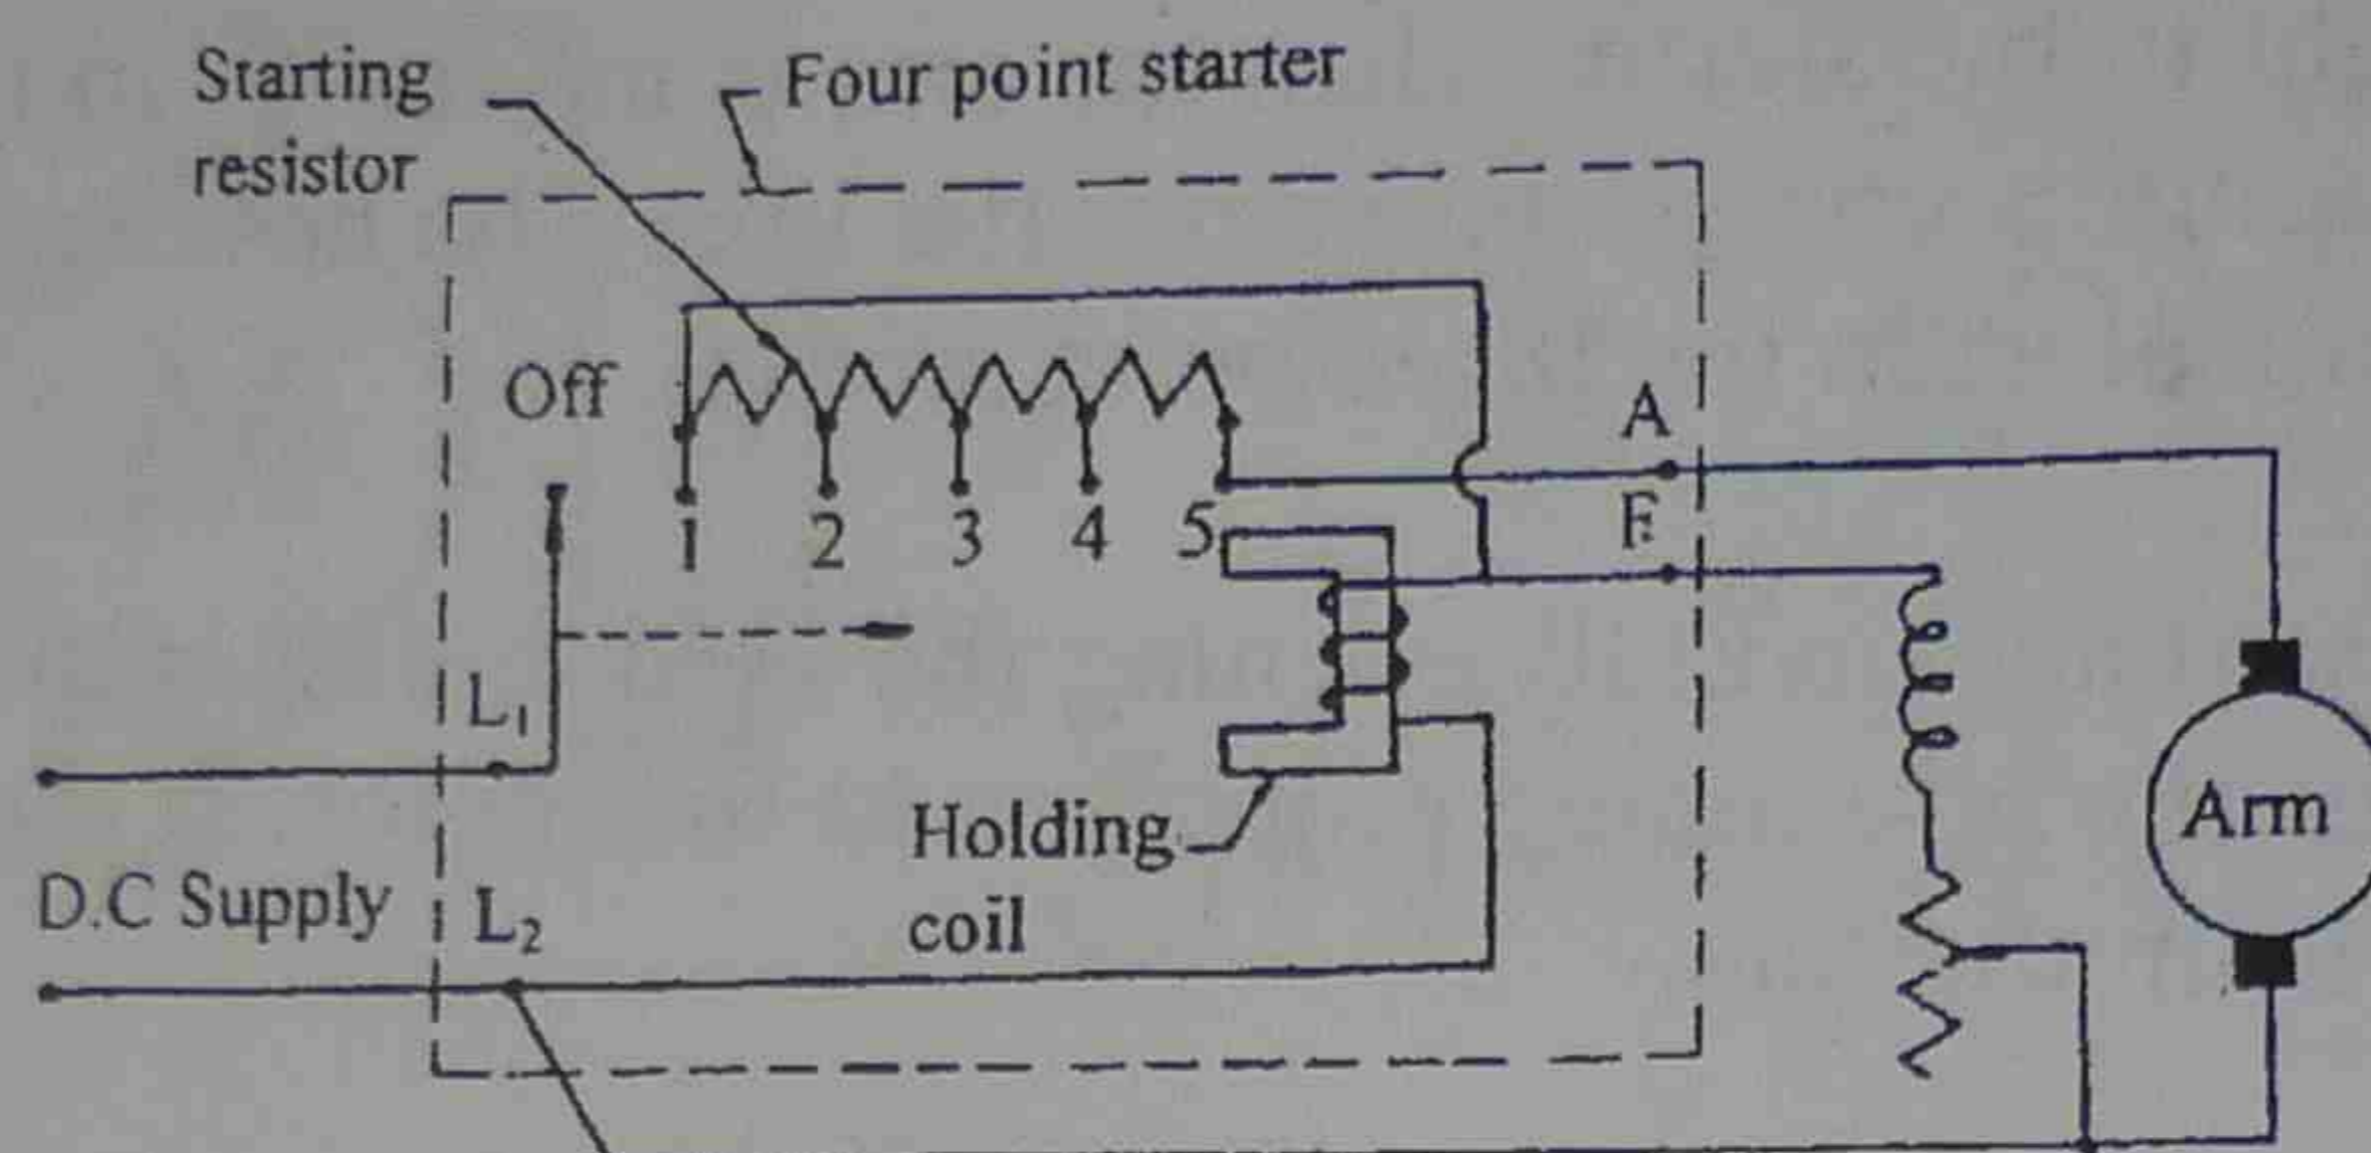 Starting
resistor
Four point starter
Off
1 2 3 4 5
A
F
L₁
Holding
coil
Arm
D.C Supply
L₂